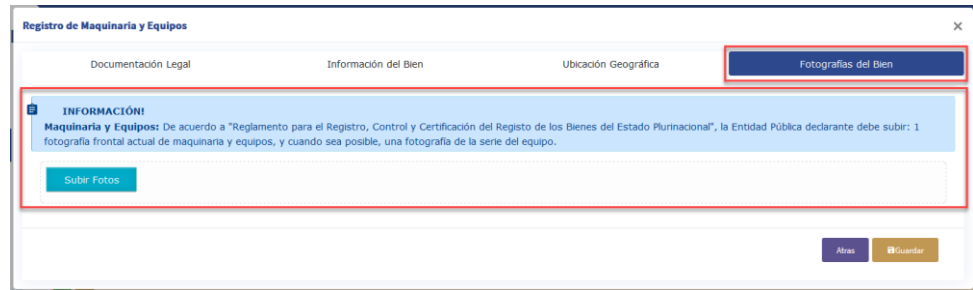 Registro de Maquinaria y Equipos ×
Documentación Legal Información del Bien Ubicación Geográfica Fotografías del Bien
INFORMACIÓN!
Maquinaria y Equipos: De acuerdo a "Reglamento para el Registro, Control y Certificación del Registo de los Bienes del Estado Plurinacional", la Entidad Pública declarante debe subir: 1
fotografía frontal actual de maquinaria y equipos, y cuando sea posible, una fotografía de la serie del equipo.
Subir Fotos
Atras Guardar